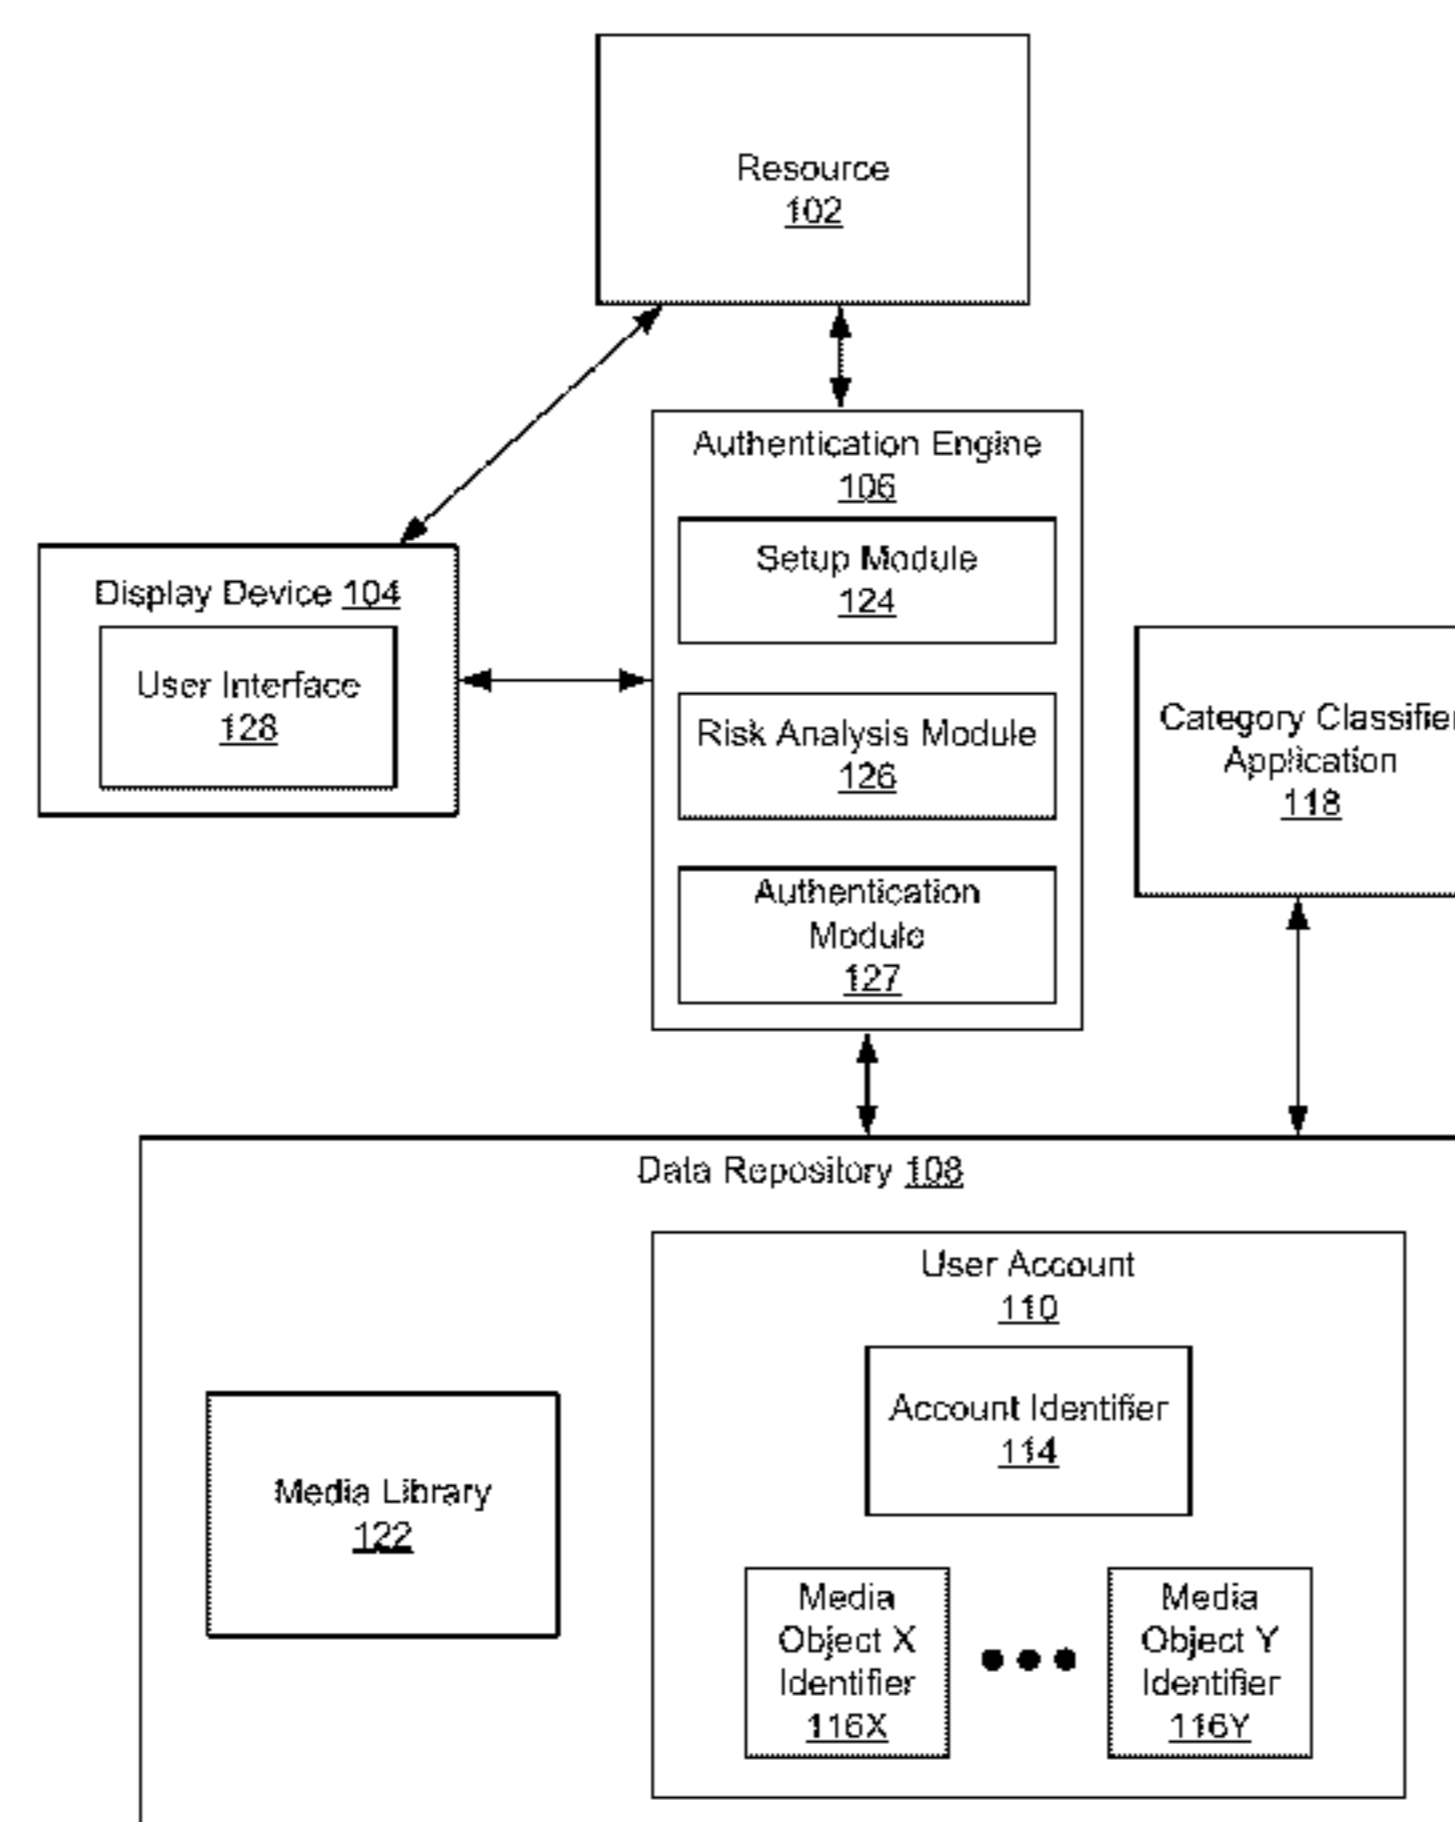 Resource
102
Authentication Engine
106
Setup Module
124
Display Device 104
User Interface
128
Risk Analysis Module
126
Category Classifier
Application
118
Authentication
Module
127
Data Repository 108
User Account
110
Account Identifier
114
Media Library
122
Media
Object X
Identifier
116X
Media
Object Y
Identifier
116Y